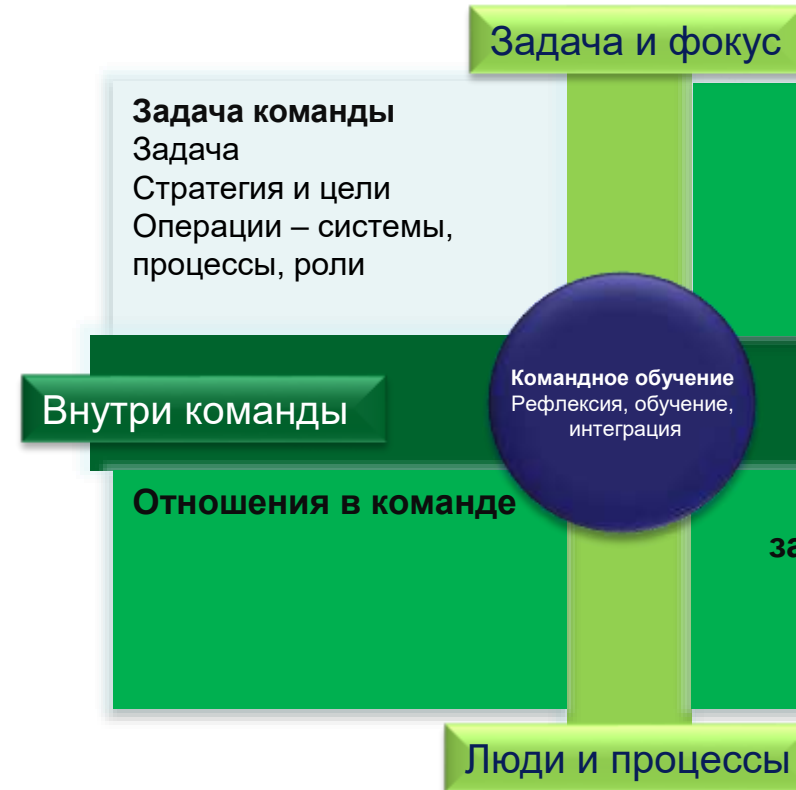 Задача и фокус
Задача команды
Задача
Стратегия и цели
Операции – системы,
процессы, роли
Командное обучение
Рефлексия, обучение,
интеграция
Внутри команды
Отношения в команде
за
Люди и процессы